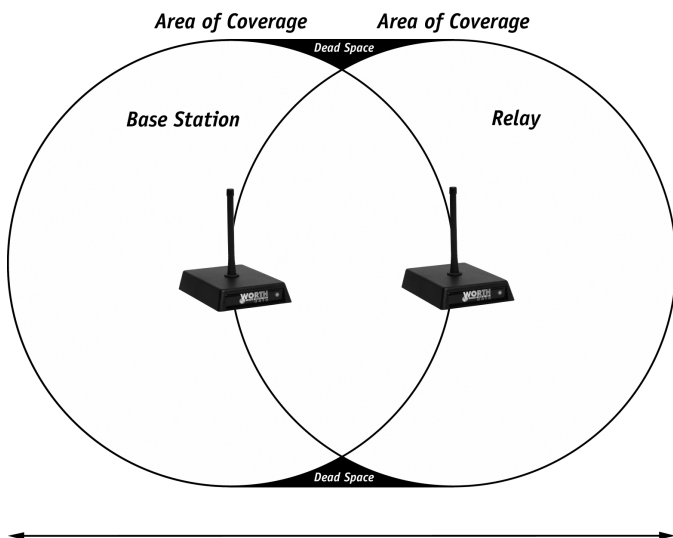 Area of Coverage
Area of Coverage
Dead Space
Base Station
Relay
WORTH
WORTH
Dead Space